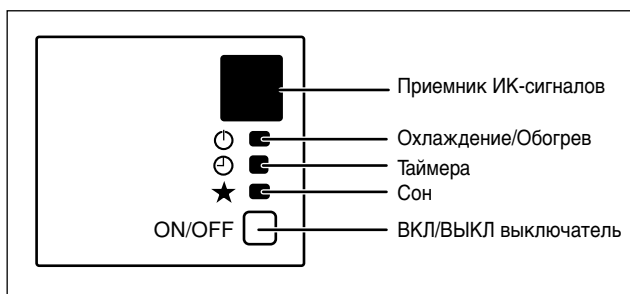 Приемник ИК-сигналов
Охлаждение/Обогрев
Таймера
Сон
ON/OFF
ВКЛ/ВЫКЛ выключатель